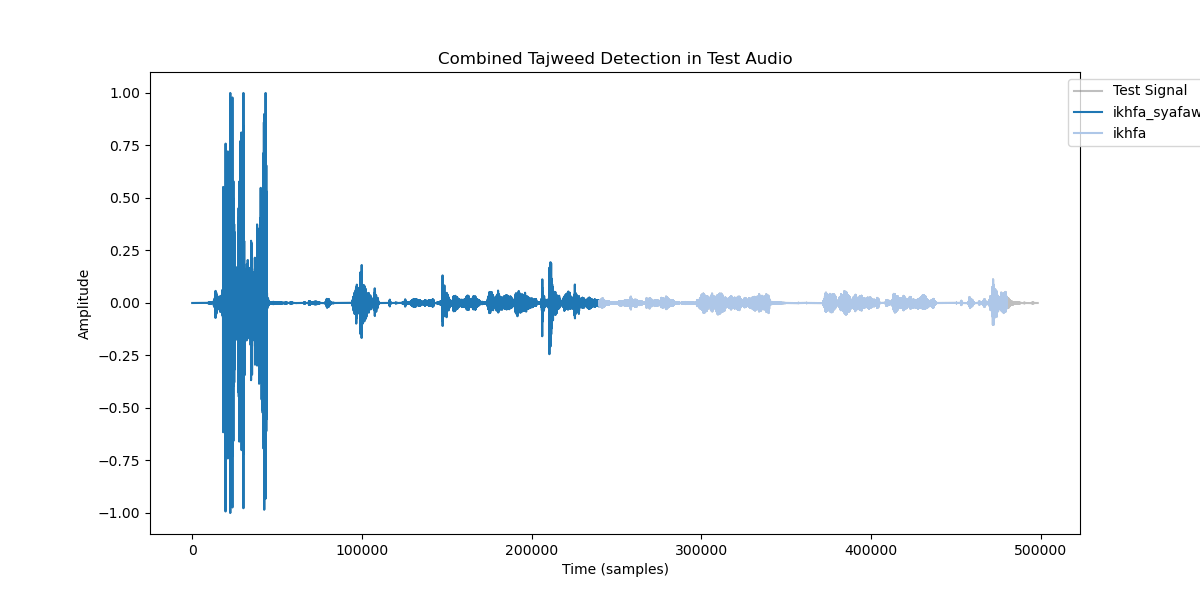 Combined Tajweed Detection in Test Audio
Test Signal
ikhfa_syafaw
ikhfa
Amplitude
1.00
0.75
0.50
0.25
0.00
−0.25
−0.50
−0.75
−1.00
0
100000
200000
300000
400000
500000
Time (samples)